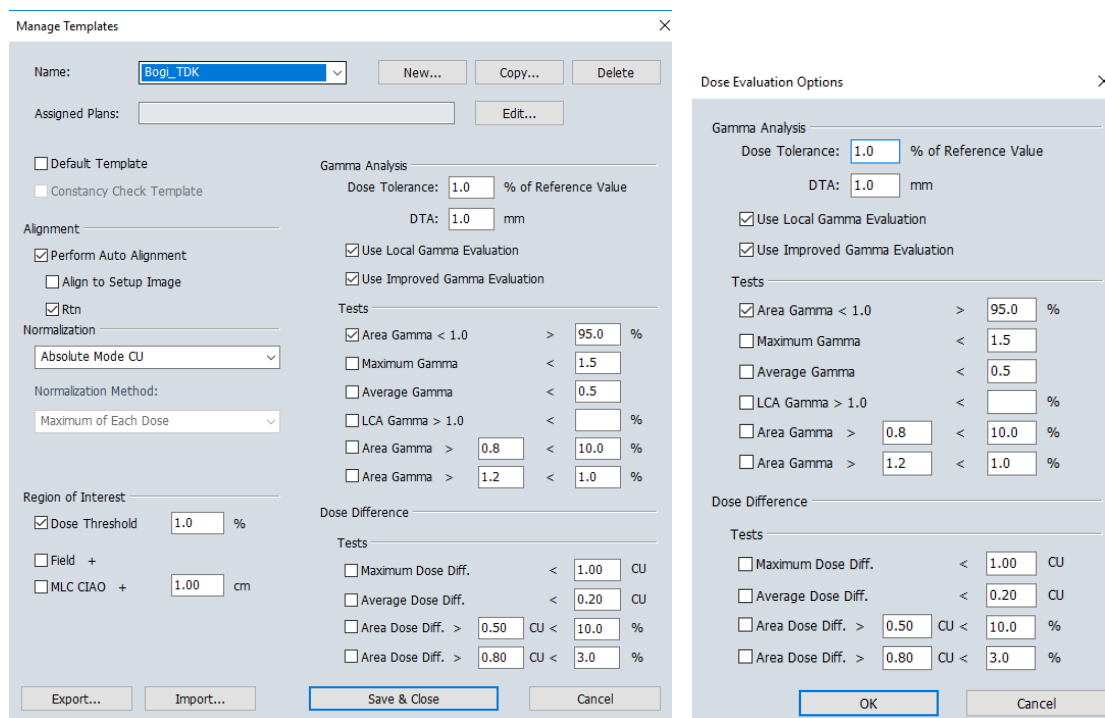 Manage Templates
Name: Bogi_TDK New... Copy... Delete
Assigned Plans: Edit...
Default Template
Constancy Check Template
Alignment
Perform Auto Alignment
Align to Setup Image
Rtn
Normalization
Absolute Mode CU
Normalization Method:
Maximum of Each Dose
Region of Interest
Dose Threshold 1.0 %
Field +
MLC CIAO + 1.00 cm
Gamma Analysis
Dose Tolerance: 1.0 % of Reference Value
DTA: 1.0 mm
Use Local Gamma Evaluation
Use Improved Gamma Evaluation
Tests
Area Gamma < 1.0 > 95.0 %
Maximum Gamma < 1.5
Average Gamma < 0.5
LCA Gamma > 1.0 < %
Area Gamma > 0.8 < 10.0 %
Area Gamma > 1.2 < 1.0 %
Dose Difference
Tests
Maximum Dose Diff. < 1.00 CU
Average Dose Diff. < 0.20 CU
Area Dose Diff. > 0.50 CU < 10.0 %
Area Dose Diff. > 0.80 CU < 3.0 %
Export... Import... Save & Close Cancel
Dose Evaluation Options
Gamma Analysis
Dose Tolerance: 1.0 % of Reference Value
DTA: 1.0 mm
Use Local Gamma Evaluation
Use Improved Gamma Evaluation
Tests
Area Gamma < 1.0 > 95.0 %
Maximum Gamma < 1.5
Average Gamma < 0.5
LCA Gamma > 1.0 < %
Area Gamma > 0.8 < 10.0 %
Area Gamma > 1.2 < 1.0 %
Dose Difference
Tests
Maximum Dose Diff. < 1.00 CU
Average Dose Diff. < 0.20 CU
Area Dose Diff. > 0.50 CU < 10.0 %
Area Dose Diff. > 0.80 CU < 3.0 %
OK Cancel